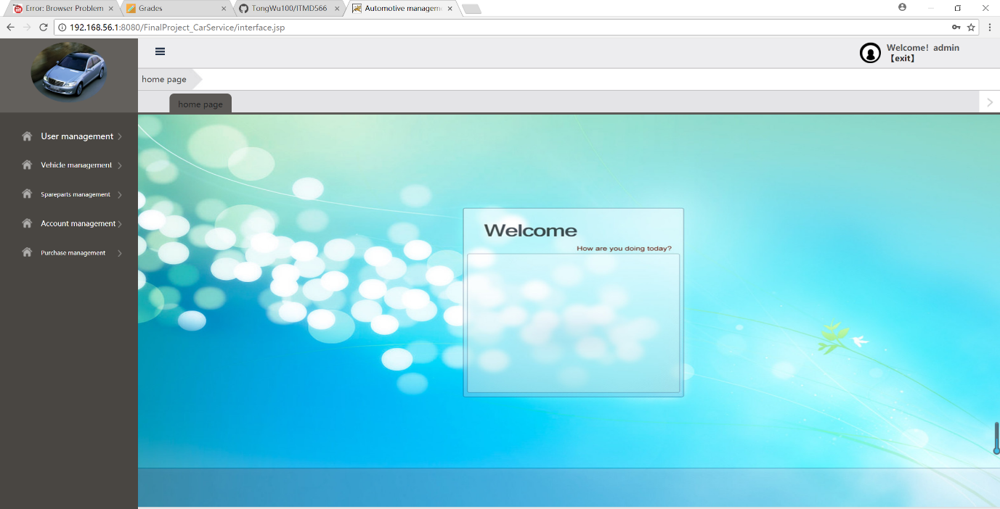 Error: Browser Problem
Grades
TongWu100/ITMD566
Automotive managem
192.168.56.1:8080/FinalProject_CarService/interface.jsp
Welcome! admin
【exit】
home page
home page
User management
Vehicle management
Spareparts management
Account management
Purchase management
Welcome
How are you doing today?